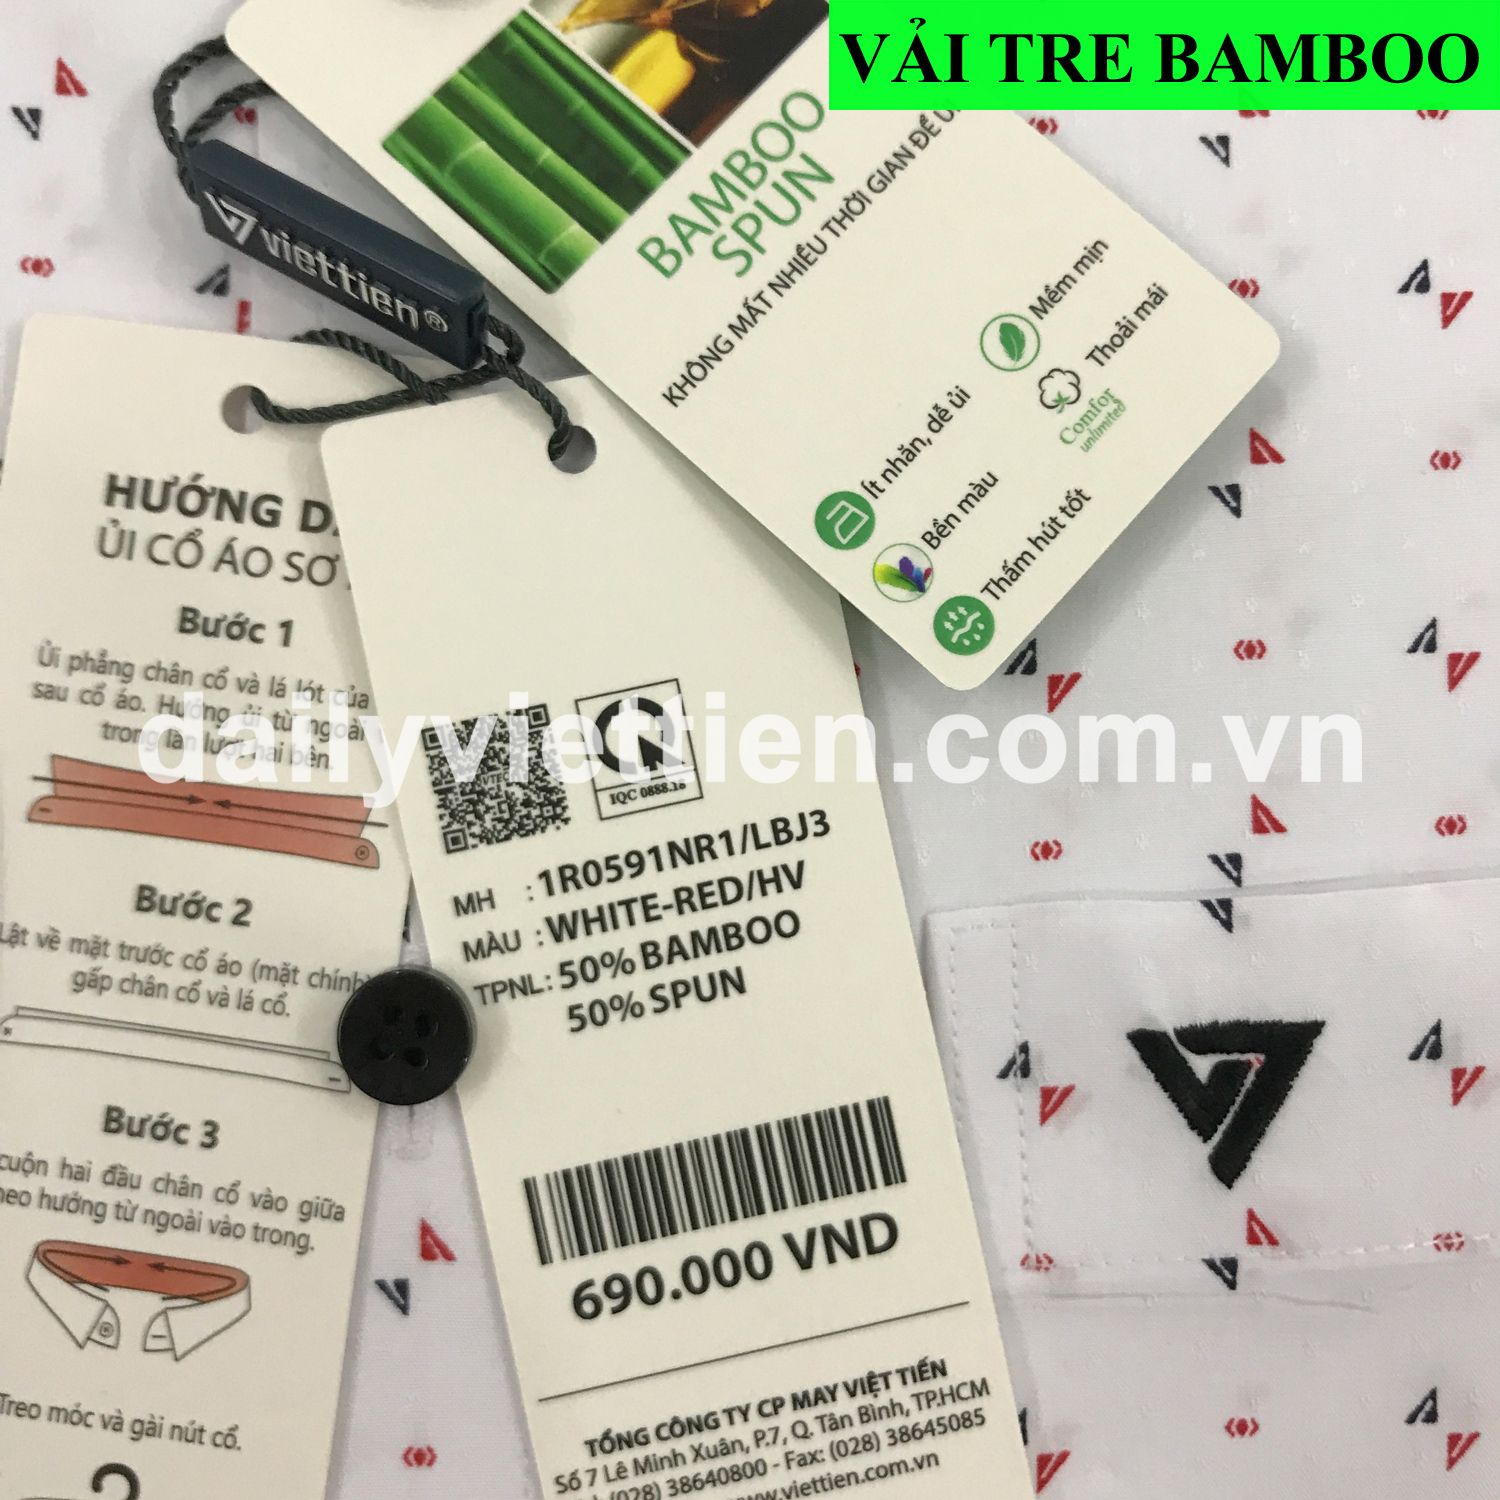 VẢI TRE BAMBOO
BAMBOO
SPUN
KHÔNG MẤT NHIỀU THỜI GIAN ĐỂ
Mềm mịn
Thoải mái
Comfor
unlimited
Ít nhăn, dễ ủi
Bền màu
Thấm hút tốt
viettien®
HƯỚNG
ỦI CỔ ÁO SƠ
Bước 1
Ủi phẳng chân cổ và lá lót của
sau cổ áo. Hướng ủi từ ngoài
trong lần lượt hai bên.
Bước 2
Lật về mặt trước cổ áo (mặt chính)
gấp chân cổ và lá cổ.
Bước 3
cuộn hai đầu chân cổ vào giữa
heo hướng từ ngoài vào trong.
Treo móc và gài nút cổ.
dailyviettien.com.vn
VTEC
IQC 0888.16
MH : 1R0591NR1/LBJ3
MÀU : WHITE-RED/HV
TPNL: 50% BAMBOO
50% SPUN
690.000 VND
TỔNG CÔNG TY CP MAY VIỆT TIẾN
Số 7 Lê Minh Xuân, P.7, Q. Tân Bình, TP.HCM
(028) 38640800 - Fax: (028) 38645085
www.viettien.com.vn